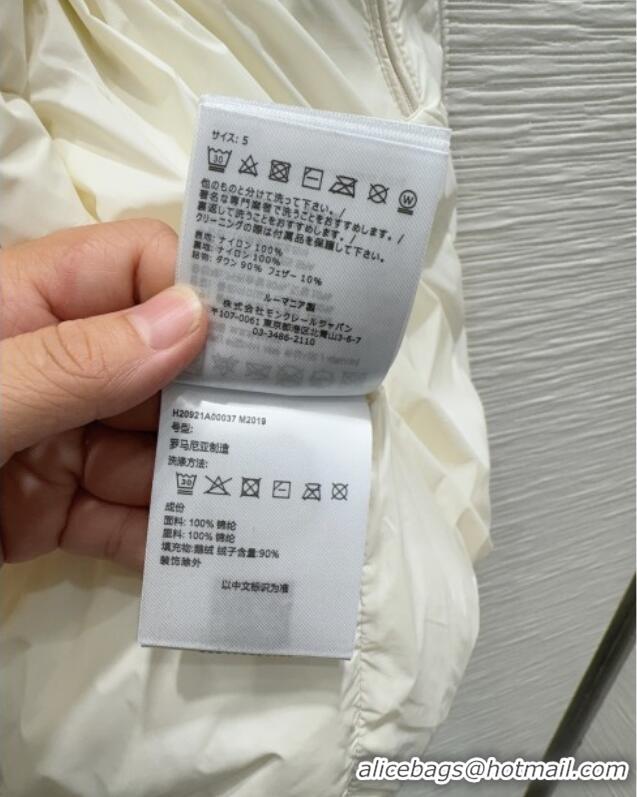 サイズ: 5
30
W
他のものと分けて洗って下さい。/
著名な専門業者で洗うことをおすすめします。/
裏返して洗うことをおすすめします。/
クリーニングの際は付属品を保護して下さい。
表地: ナイロン 100%
裏地: ナイロン 100%
詰物: ダウン 90% フェザー 10%
ルーマニア製
株式会社モンクレールジャパン
〒107-0061 東京都港区北青山3-6-7
03-3486-2110
H20921A00037 M2019
号型:
罗马尼亚制造
洗涤方法:
30
成份
面料: 100% 锦纶
里料: 100% 锦纶
填充物:鹅绒 绒子含量:90%
装饰除外
以中文标识为准
alicebags@hotmail.com